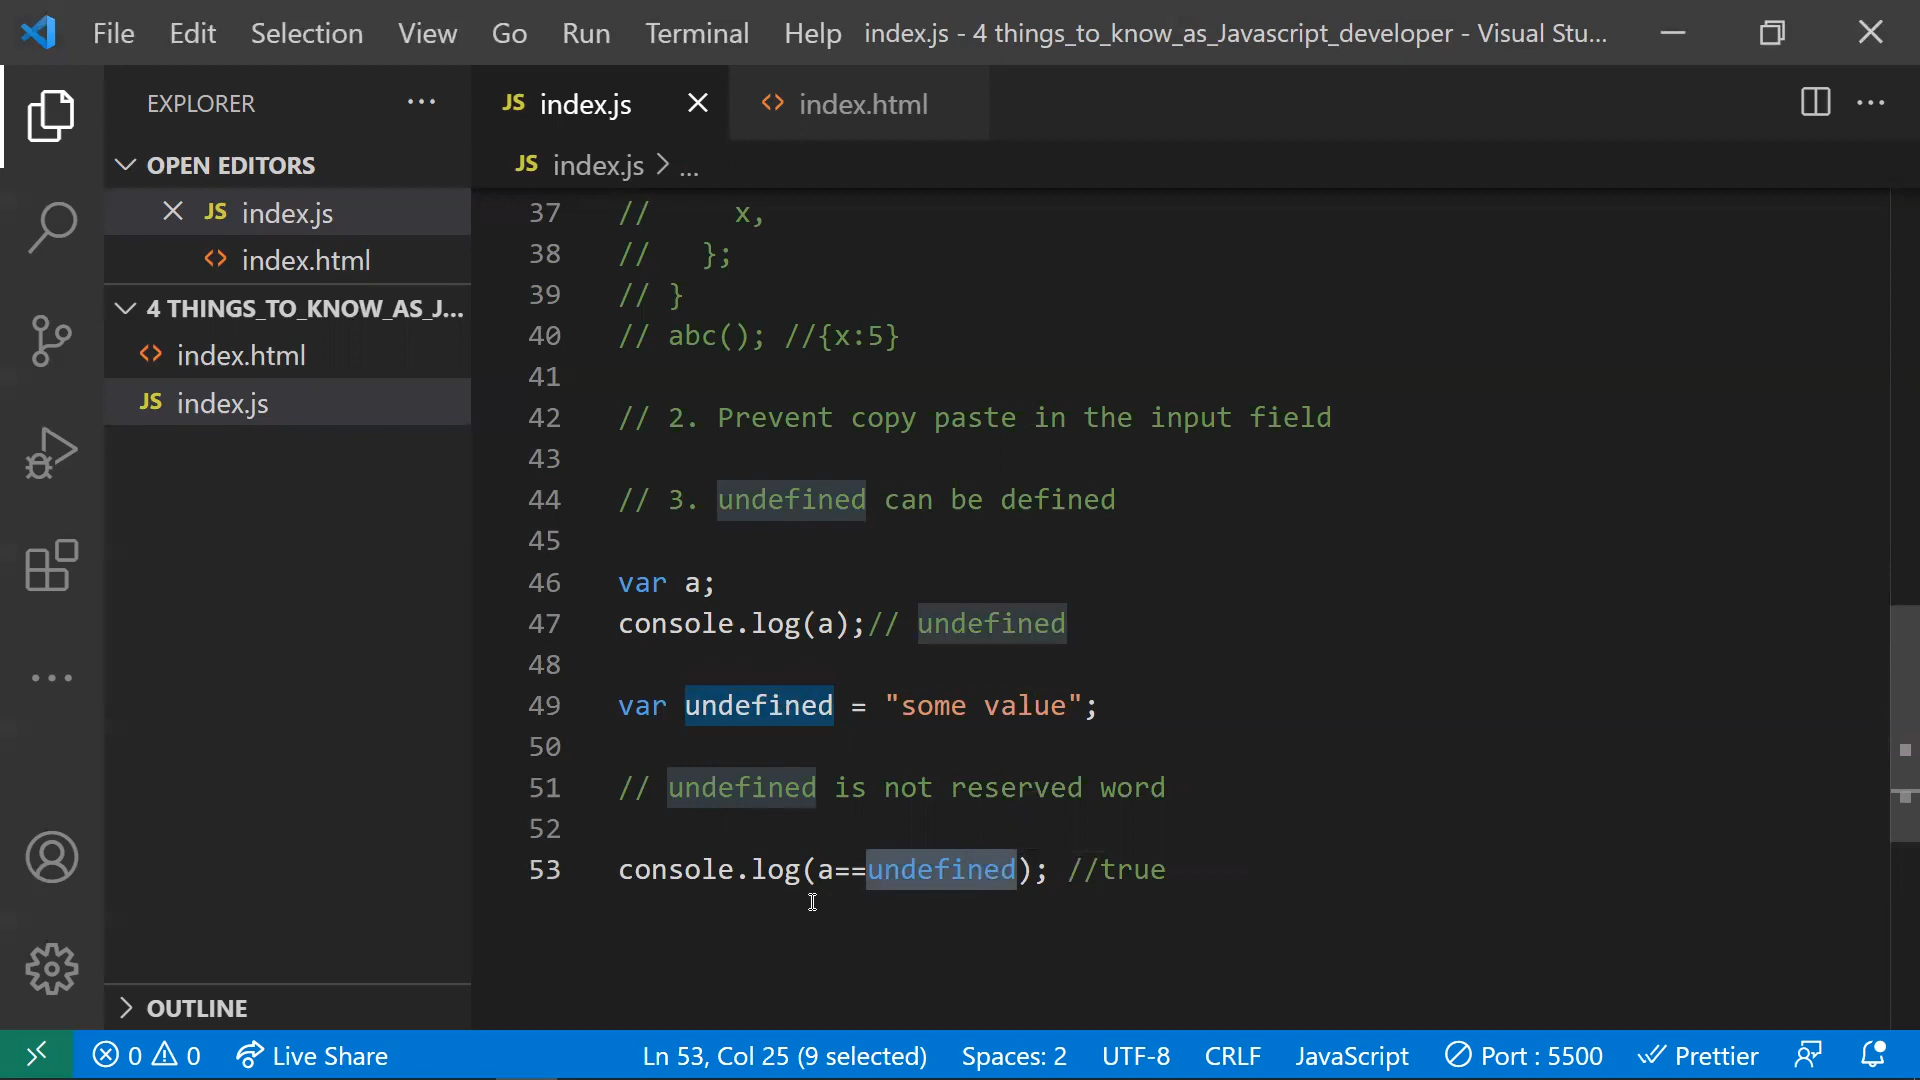 File Edit Selection View Go Run Terminal Help index.js - 4 things_to_know_as_Javascript_developer - Visual Stu...
EXPLORER ...
JS index.js
<> index.html
OPEN EDITORS
JS index.js
<> index.html
4 THINGS_TO_KNOW_AS_J...
<> index.html
JS index.js
OUTLINE
JS index.js > ...
37 // x,
38 // };
39 // }
40 // abc(); //{x:5}
41
42 // 2. Prevent copy paste in the input field
43
44 // 3. undefined can be defined
45
46 var a;
47 console.log(a);// undefined
48
49 var undefined = "some value";
50
51 // undefined is not reserved word
52
53 console.log(a==undefined); //true
0 0 Live Share Ln 53, Col 25 (9 selected) Spaces: 2 UTF-8 CRLF JavaScript Port : 5500 Prettier